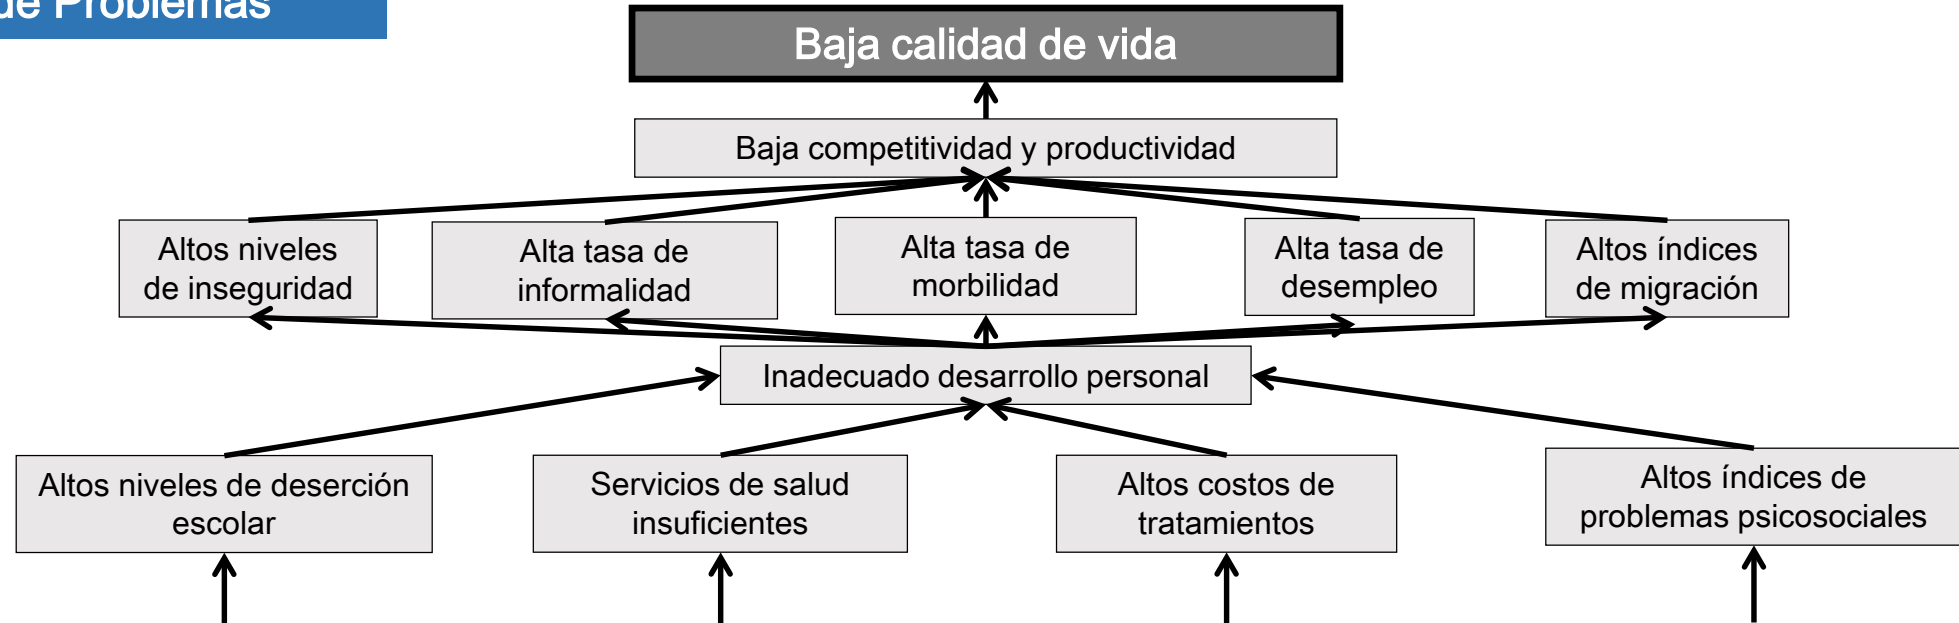 de Problemas
Baja calidad de vida
Baja competitividad y productividad
Altos niveles
de inseguridad
Alta tasa de
informalidad
Alta tasa de
morbilidad
Alta tasa de
desempleo
Altos índices
de migración
Inadecuado desarrollo personal
Altos niveles de deserción
escolar
Servicios de salud
insuficientes
Altos costos de
tratamientos
Altos índices de
problemas psicosociales